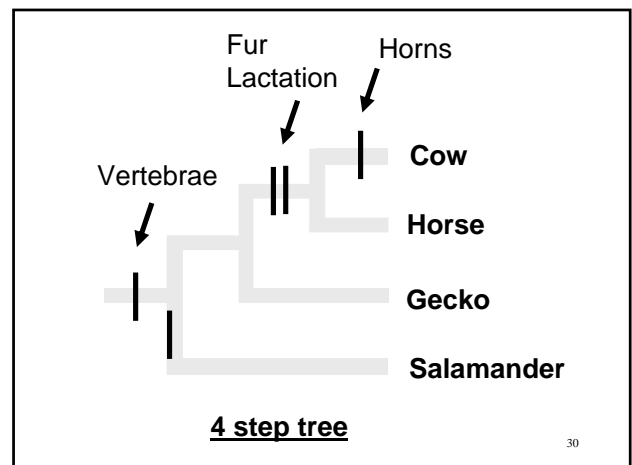 Fur
Lactation
Horns
Vertebrae
Cow
Horse
Gecko
Salamander
4 step tree
30